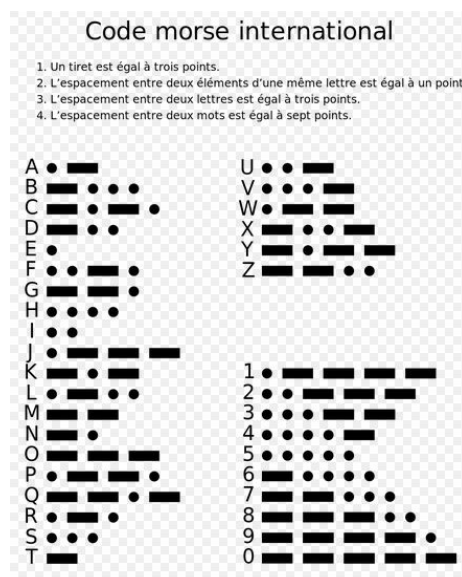 Code morse international
1. Un tiret est égal à trois points.
2. L’espacement entre deux éléments d’une même lettre est égal à un point
3. L’espacement entre deux lettres est égal à trois points.
4. L’espacement entre deux mots est égal à sept points.
A
B
C
D
E
F
G
H
I
J
K
L
M
N
O
P
Q
R
S
T
U
V
W
X
Y
Z
1
2
3
4
5
6
7
8
9
0